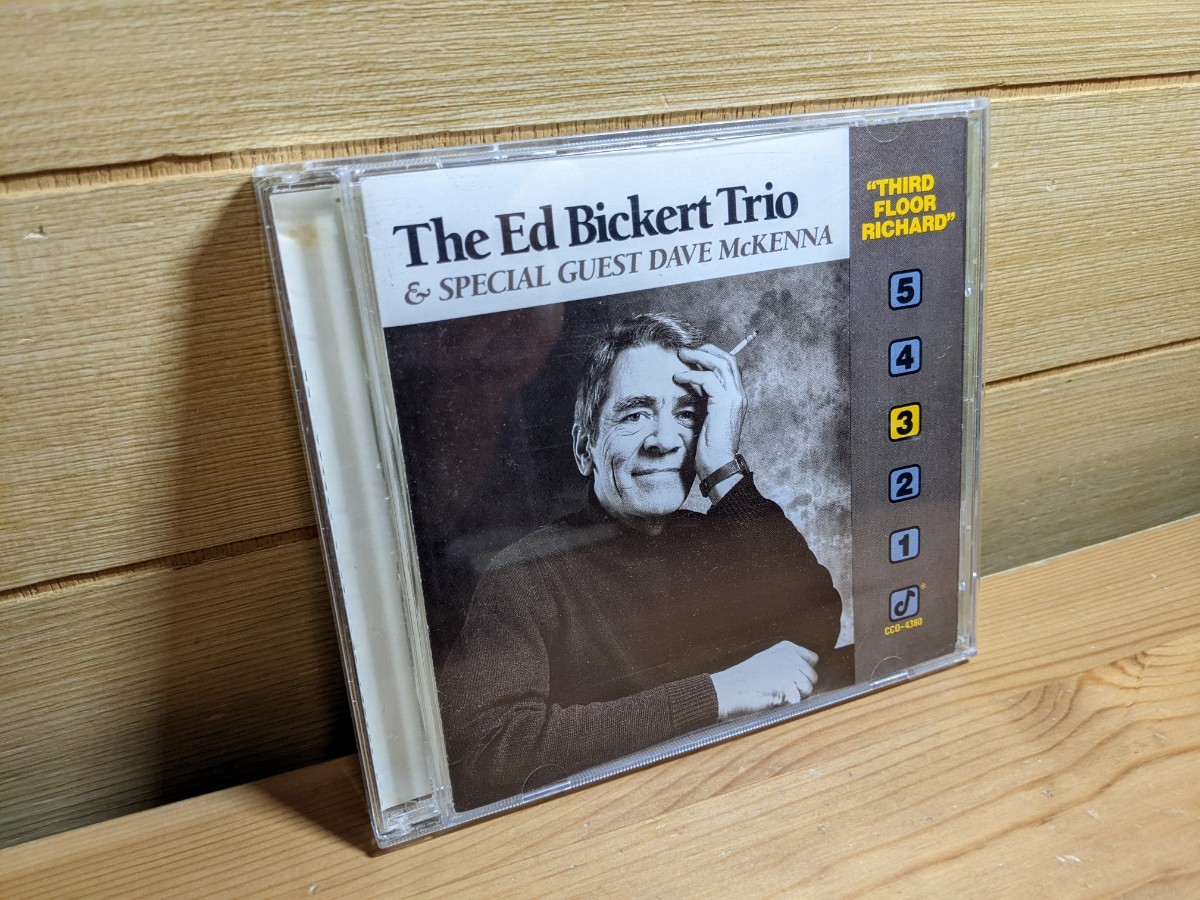 The Ed Bickert Trio
& SPECIAL GUEST DAVE McKENNA
“THIRD
FLOOR
RICHARD”
5
4
3
2
1
CCD-4380